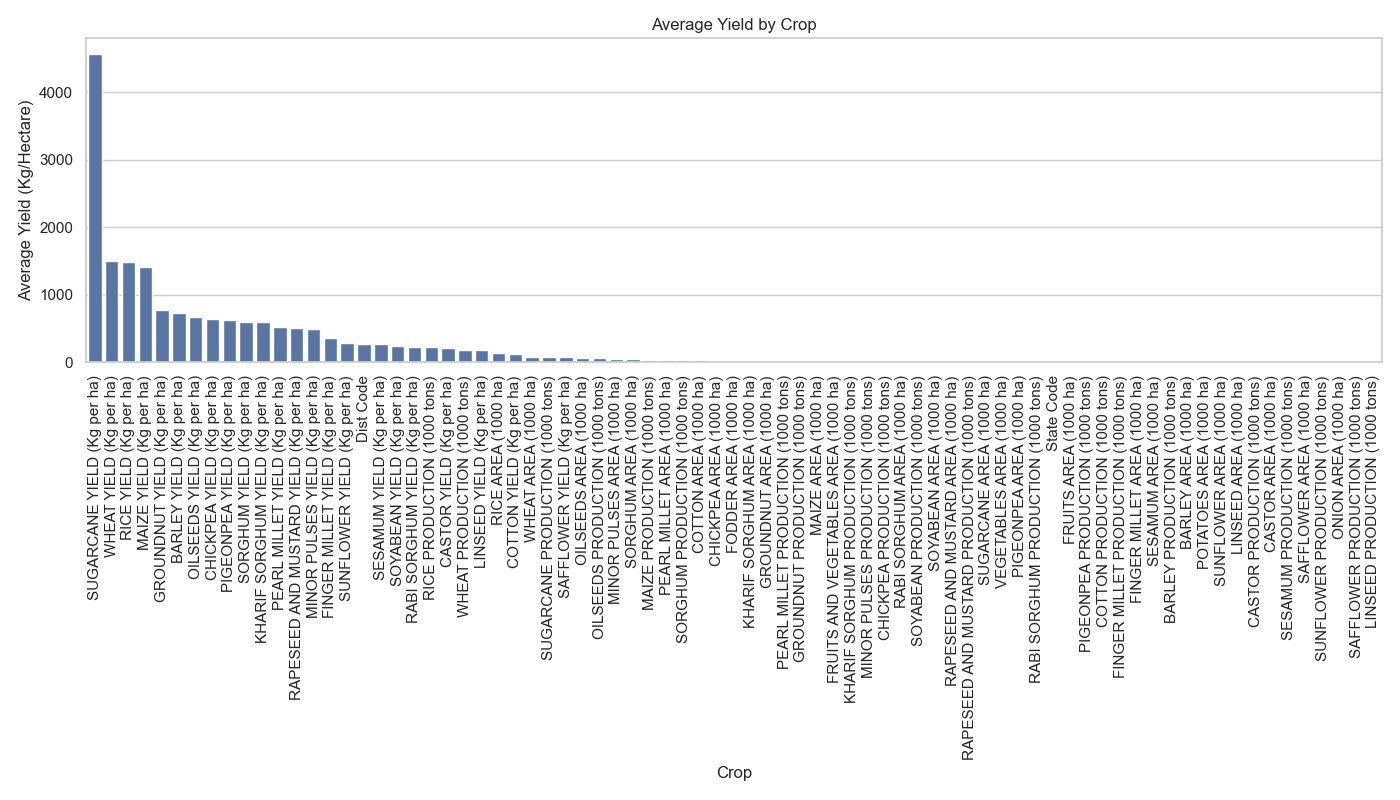 Average Yield by Crop
Average Yield (Kg/Hectare)
4000
3000
2000
1000
0
SUGARCANE YIELD (Kg per ha)
WHEAT YIELD (Kg per ha)
RICE YIELD (Kg per ha)
MAIZE YIELD (Kg per ha)
GROUNDNUT YIELD (Kg per ha)
BARLEY YIELD (Kg per ha)
OILSEEDS YIELD (Kg per ha)
CHICKPEA YIELD (Kg per ha)
PIGEONPEA YIELD (Kg per ha)
SORGHUM YIELD (Kg per ha)
KHARIF SORGHUM YIELD (Kg per ha)
PEARL MILLET YIELD (Kg per ha)
RAPESEED AND MUSTARD YIELD (Kg per ha)
MINOR PULSES YIELD (Kg per ha)
FINGER MILLET YIELD (Kg per ha)
SUNFLOWER YIELD (Kg per ha)
Dist Code
SESAMUM YIELD (Kg per ha)
SOYABEAN YIELD (Kg per ha)
RABI SORGHUM YIELD (Kg per ha)
RICE PRODUCTION (1000 tons)
CASTOR YIELD (Kg per ha)
WHEAT PRODUCTION (1000 tons)
LINSEED YIELD (Kg per ha)
RICE AREA (1000 ha)
COTTON YIELD (Kg per ha)
WHEAT AREA (1000 ha)
SUGARCANE PRODUCTION (1000 tons)
SAFFLOWER YIELD (Kg per ha)
OILSEEDS AREA (1000 ha)
OILSEEDS PRODUCTION (1000 tons)
MINOR PULSES AREA (1000 ha)
SORGHUM AREA (1000 ha)
MAIZE PRODUCTION (1000 tons)
PEARL MILLET AREA (1000 ha)
SORGHUM PRODUCTION (1000 tons)
COTTON AREA (1000 ha)
CHICKPEA AREA (1000 ha)
FODDER AREA (1000 ha)
KHARIF SORGHUM AREA (1000 ha)
GROUNDNUT AREA (1000 ha)
PEARL MILLET PRODUCTION (1000 tons)
GROUNDNUT PRODUCTION (1000 tons)
MAIZE AREA (1000 ha)
FRUITS AND VEGETABLES AREA (1000 ha)
KHARIF SORGHUM PRODUCTION (1000 tons)
MINOR PULSES PRODUCTION (1000 tons)
CHICKPEA PRODUCTION (1000 tons)
RABI SORGHUM AREA (1000 ha)
SOYABEAN PRODUCTION (1000 tons)
SOYABEAN AREA (1000 ha)
RAPESEED AND MUSTARD AREA (1000 ha)
RAPESEED AND MUSTARD PRODUCTION (1000 tons)
SUGARCANE AREA (1000 ha)
VEGETABLES AREA (1000 ha)
PIGEONPEA AREA (1000 ha)
RABI SORGHUM PRODUCTION (1000 tons)
State Code
FRUITS AREA (1000 ha)
PIGEONPEA PRODUCTION (1000 tons)
COTTON PRODUCTION (1000 tons)
FINGER MILLET PRODUCTION (1000 tons)
FINGER MILLET AREA (1000 ha)
SESAMUM AREA (1000 ha)
BARLEY PRODUCTION (1000 tons)
BARLEY AREA (1000 ha)
POTATOES AREA (1000 ha)
SUNFLOWER AREA (1000 ha)
LINSEED AREA (1000 ha)
CASTOR PRODUCTION (1000 tons)
CASTOR AREA (1000 ha)
SESAMUM PRODUCTION (1000 tons)
SAFFLOWER AREA (1000 ha)
SUNFLOWER PRODUCTION (1000 tons)
ONION AREA (1000 ha)
SAFFLOWER PRODUCTION (1000 tons)
LINSEED PRODUCTION (1000 tons)
Crop